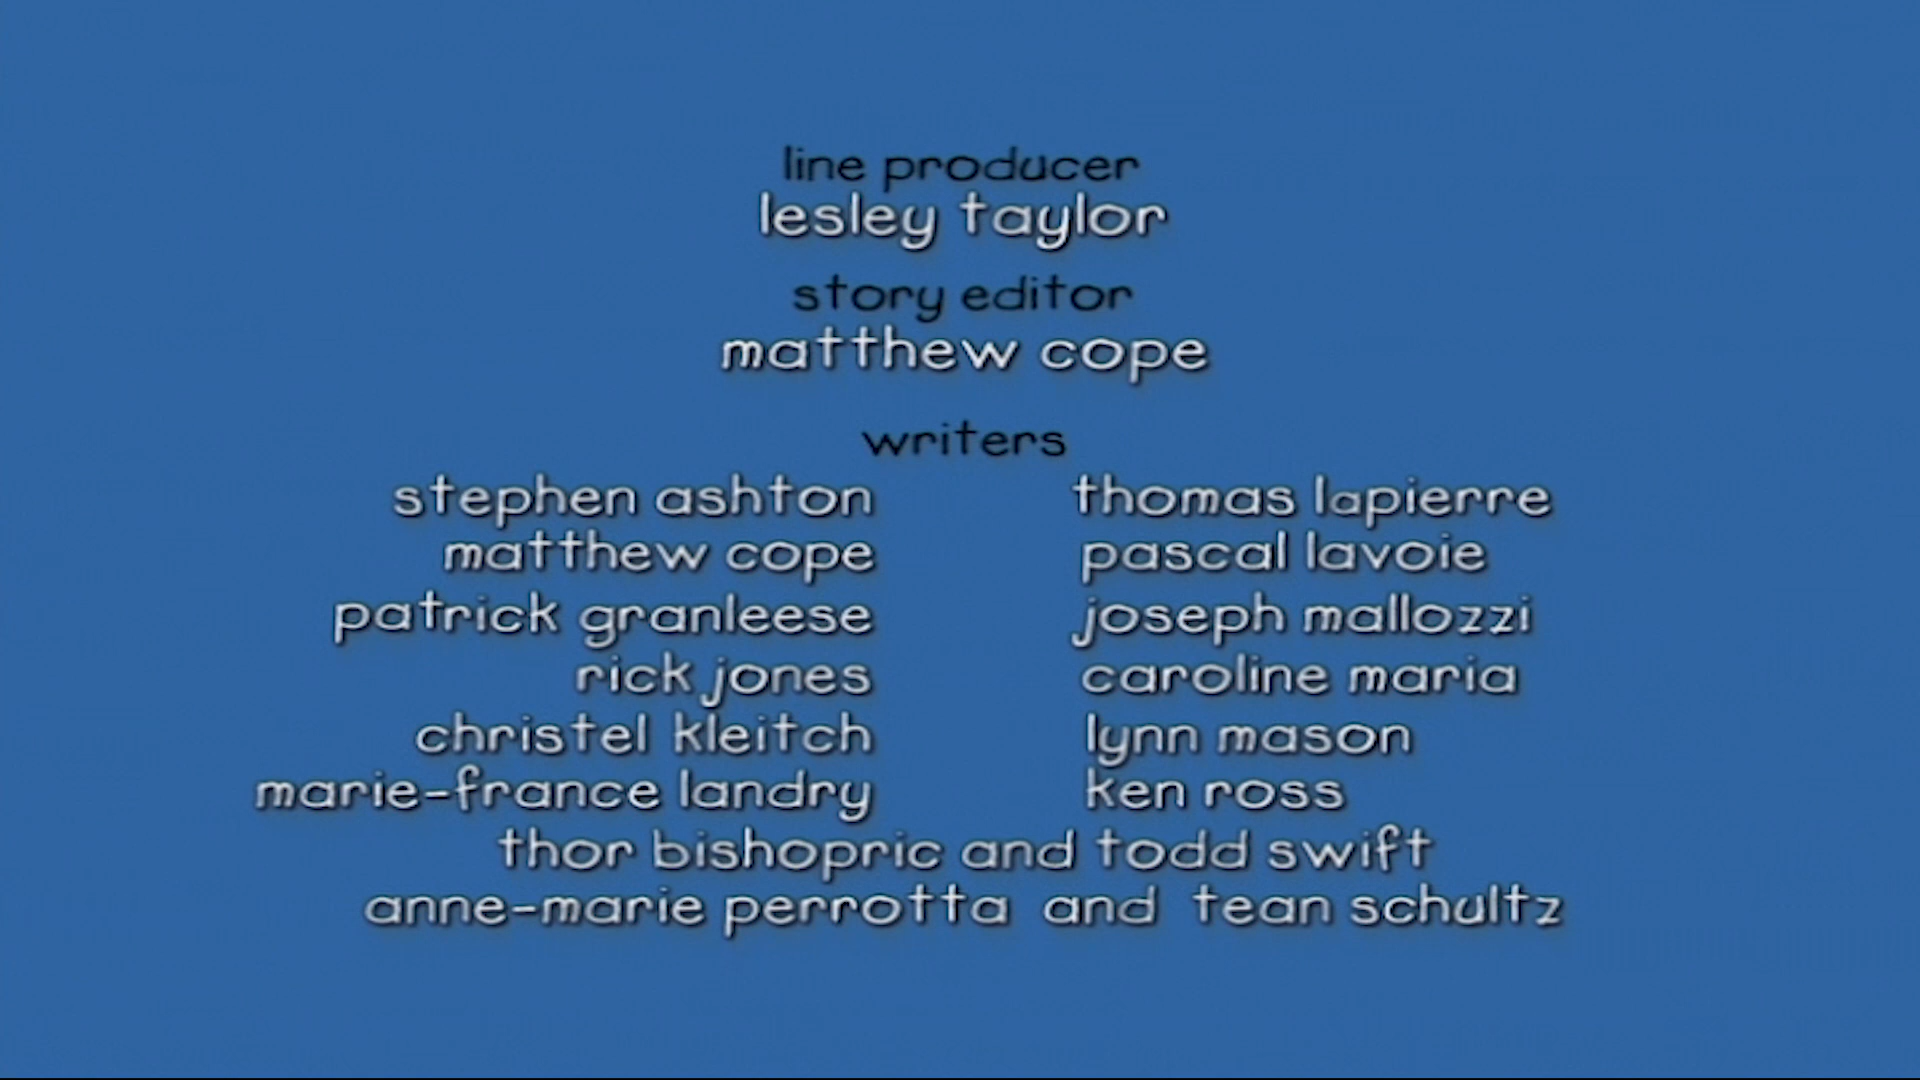 line producer
lesley taylor
story editor
matthew cope
writers
stephen ashton thomas lapierre
matthew cope pascal lavoie
patrick granleese joseph mallozzi
rick jones caroline maria
christel kleitch lynn mason
marie-france landry ken ross
thor bishopric and todd swift
anne-marie perrotta and tean schultz